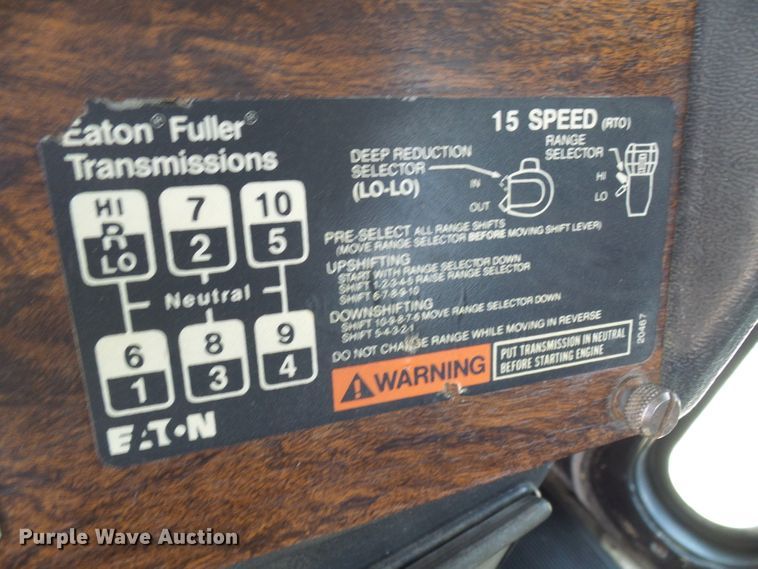 Eaton® Fuller®
Transmissions
15 SPEED (RTO)
DEEP REDUCTION
SELECTOR
(LO-LO)
IN
OUT
RANGE
SELECTOR
HI
LO
HI
R
LO
7
2
10
5
Neutral
6
1
8
3
9
4
EATON
PRE-SELECT ALL RANGE SHIFTS
(MOVE RANGE SELECTOR BEFORE MOVING SHIFT LEVER)
UPSHIFTING
START WITH RANGE SELECTOR DOWN
SHIFT 1-2-3-4-5 RAISE RANGE SELECTOR
SHIFT 6-7-8-9-10
DOWNSHIFTING
SHIFT 10-9-8-7-6 MOVE RANGE SELECTOR DOWN
SHIFT 5-4-3-2-1
DO NOT CHANGE RANGE WHILE MOVING IN REVERSE
WARNING
PUT TRANSMISSION IN NEUTRAL
BEFORE STARTING ENGINE
20467
Purple Wave Auction